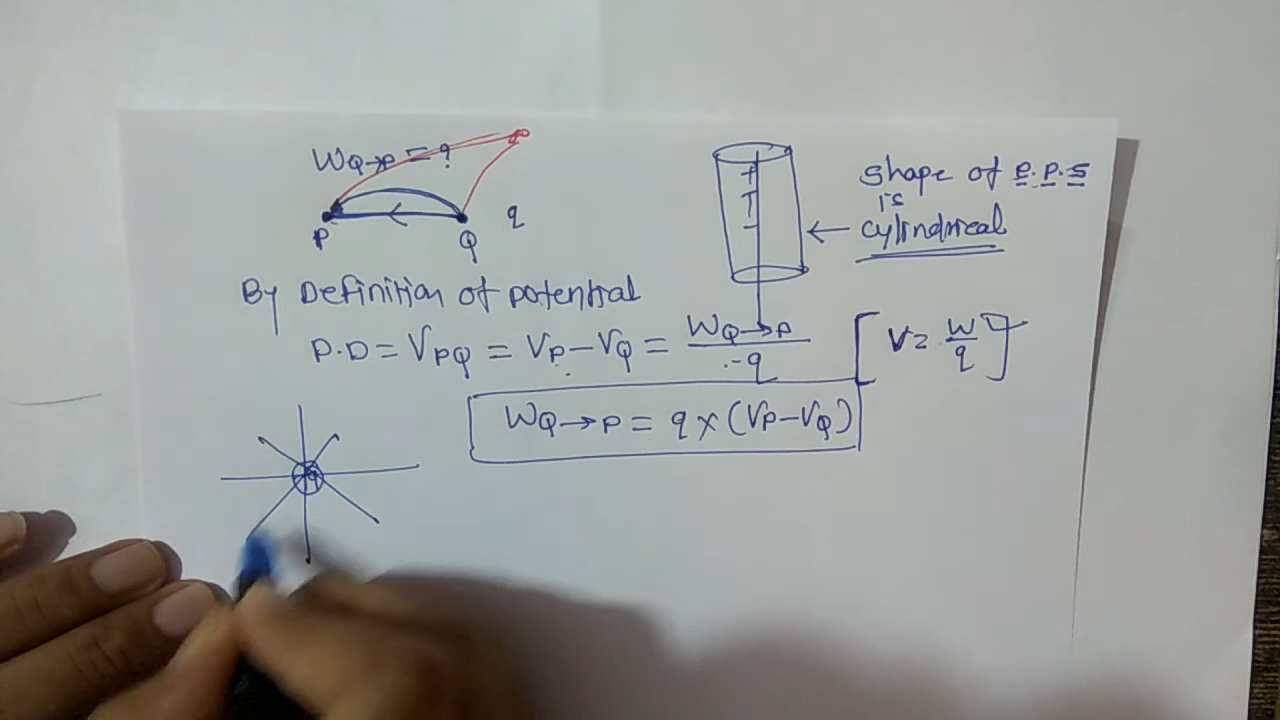 WQ→P = ?
P
Q
q
+
+
shape of e.p.s
is
cylindrical
By Definition of potential
P.D = VPQ = VP-VQ = WQ→P / q
[V = W/q]
WQ→P = q × (VP-VQ)